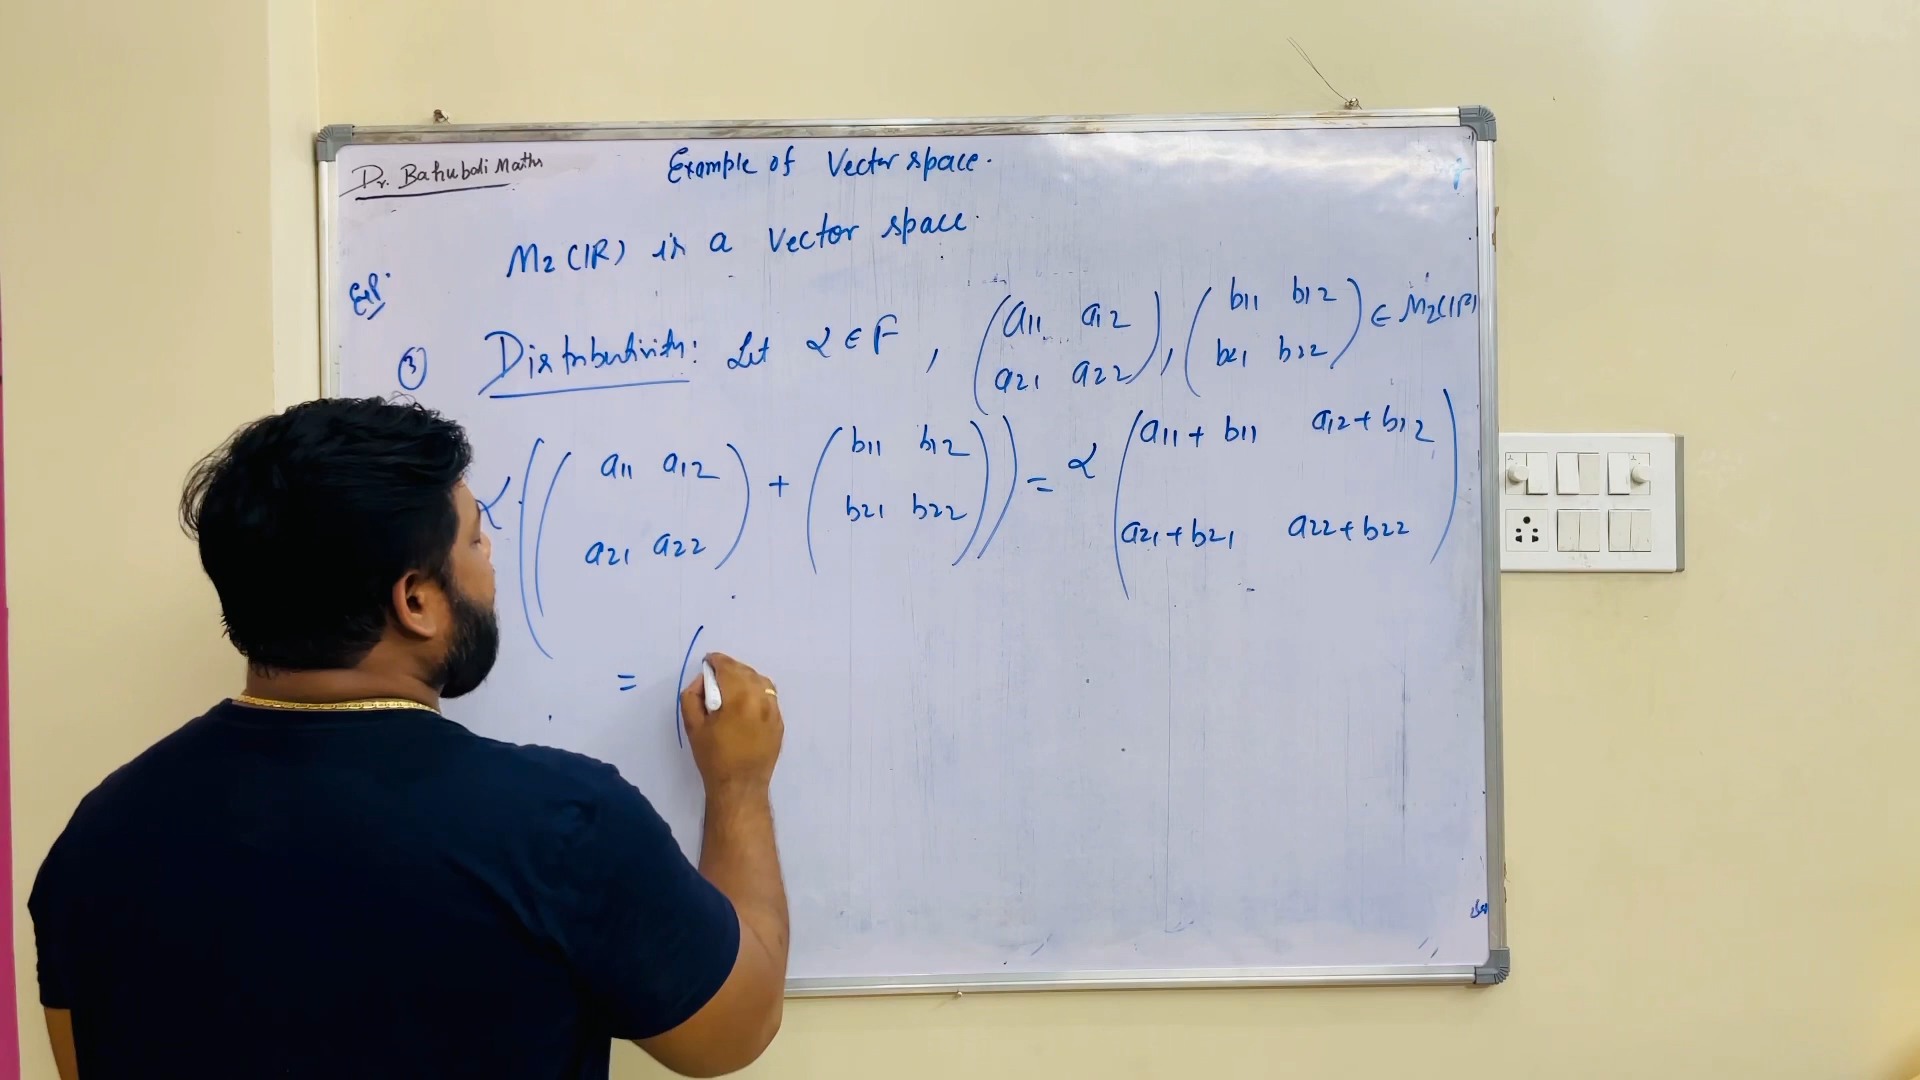 Dr. Bahubali Maths
Example of Vector space.
M2 (IR) is a vector space.
Exp.
③ Distributivity: Let α ∈ F, (a11 a12
a21 a22), (b11 b12
b21 b22) ∈ M2(IR)
α·((a11 a12
a21 a22) + (b11 b12
b21 b22)) = α (a11 + b11 a12 + b12
a21 + b21 a22 + b22)
= (